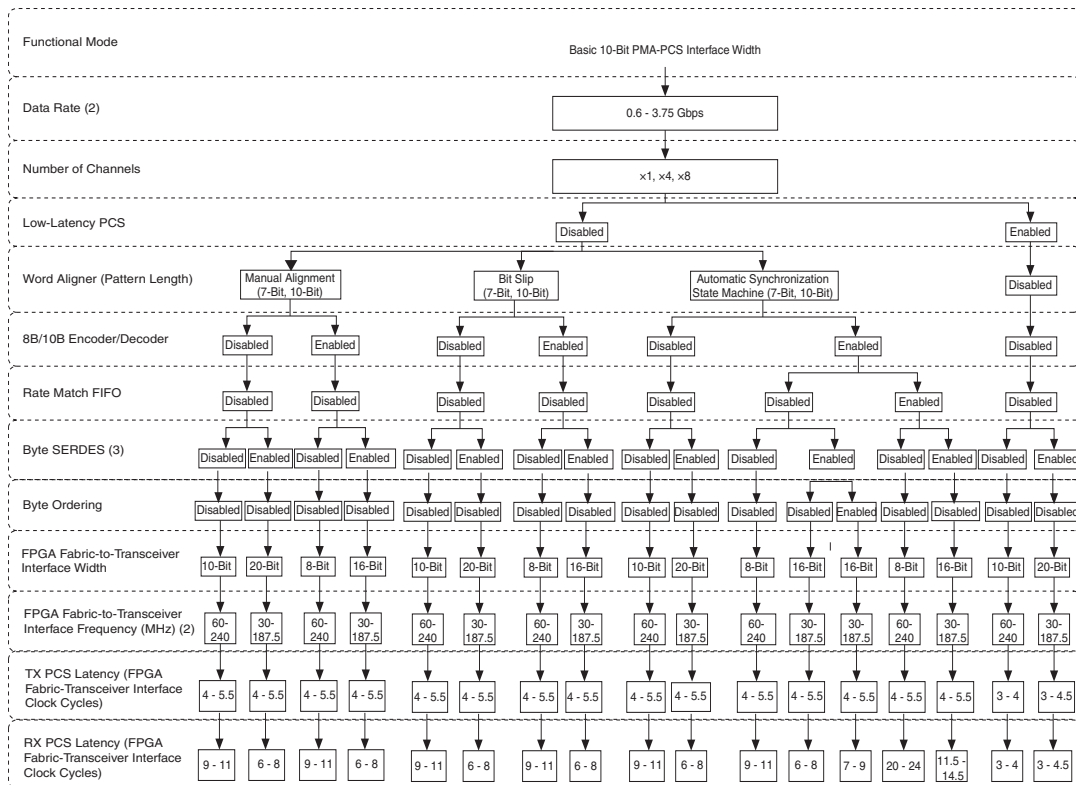 Functional Mode
Basic 10-Bit PMA-PCS Interface Width
Data Rate (2)
0.6 - 3.75 Gbps
Number of Channels
×1, ×4, ×8
Low-Latency PCS
Disabled Enabled
Word Aligner (Pattern Length)
Manual Alignment
(7-Bit, 10-Bit)
Bit Slip
(7-Bit, 10-Bit)
Automatic Synchronization
State Machine (7-Bit, 10-Bit)
Disabled
8B/10B Encoder/Decoder
Disabled Enabled Disabled Enabled Disabled Enabled Disabled
Rate Match FIFO
Disabled Disabled Disabled Disabled Disabled Disabled Enabled Disabled
Byte SERDES (3)
Disabled Enabled Disabled Enabled Disabled Enabled Disabled Enabled Disabled Enabled Disabled Enabled Disabled Enabled Disabled Enabled
Byte Ordering
Disabled Disabled Disabled Disabled Disabled Disabled Disabled Disabled Disabled Disabled Disabled Disabled Enabled Disabled Disabled Disabled Disabled
FPGA Fabric-to-Transceiver
Interface Width
10-Bit 20-Bit 8-Bit 16-Bit 10-Bit 20-Bit 8-Bit 16-Bit 10-Bit 20-Bit 8-Bit 16-Bit 16-Bit 8-Bit 16-Bit 10-Bit 20-Bit
FPGA Fabric-to-Transceiver
Interface Frequency (MHz) (2)
60- 30- 60- 30- 60- 30- 60- 30- 60- 30- 60- 30- 30- 60- 30- 60- 30-
240 187.5 240 187.5 240 187.5 240 187.5 240 187.5 240 187.5 187.5 240 187.5 240 187.5
TX PCS Latency (FPGA
Fabric-Transceiver Interface
Clock Cycles)
4 - 5.5 4 - 5.5 4 - 5.5 4 - 5.5 4 - 5.5 4 - 5.5 4 - 5.5 4 - 5.5 4 - 5.5 4 - 5.5 4 - 5.5 4 - 5.5 4 - 5.5 4 - 5.5 4 - 5.5 3 - 4 3 - 4.5
RX PCS Latency (FPGA
Fabric-Transceiver Interface
Clock Cycles)
9 - 11 6 - 8 9 - 11 6 - 8 9 - 11 6 - 8 9 - 11 6 - 8 9 - 11 6 - 8 9 - 11 6 - 8 7 - 9 20 - 24 11.5 -
14.5 3 - 4 3 - 4.5